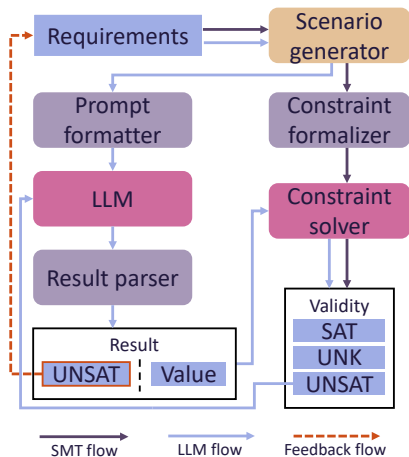 Requirements
Scenario
generator
Prompt
formatter
Constraint
formalizer
LLM
Constraint
solver
Result parser
Result
UNSAT
Value
Validity
SAT
UNK
UNSAT
SMT flow
LLM flow
Feedback flow